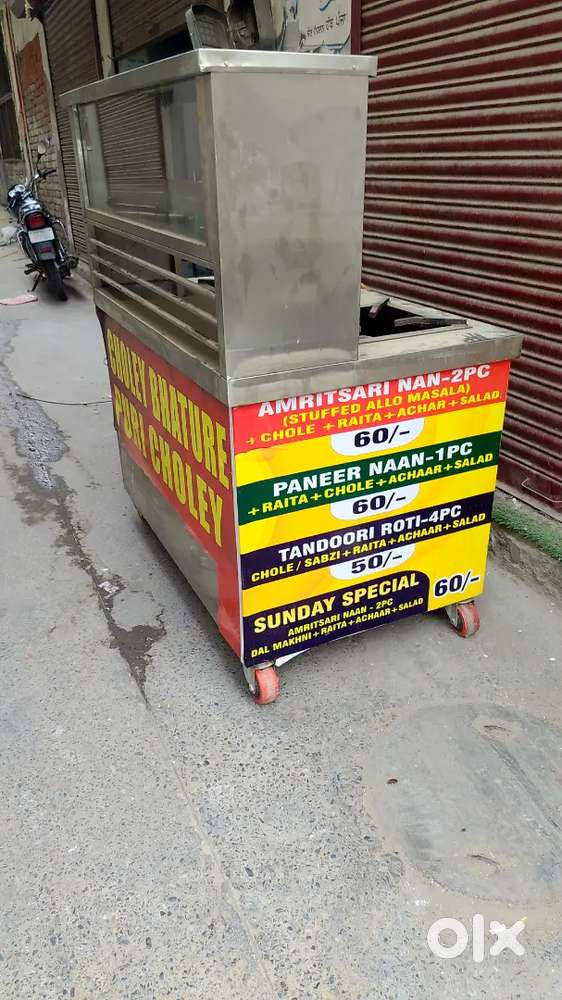 CHOLEY BHATURE
PURI CHOLEY
AMRITSARI NAN-2PC
(STUFFED ALLO MASALA)
+ CHOLE + RAITA + ACHAR + SALAD
60/-
PANEER NAAN-1PC
+ RAITA + CHOLE + ACHAAR + SALAD
60/-
TANDOORI ROTI-4PC
CHOLE / SABZI + RAITA + ACHAAR + SALAD
50/-
SUNDAY SPECIAL
AMRITSARI NAAN - 2PC
DAL MAKHNI + RAITA + ACHAAR + SALAD
60/-
olx